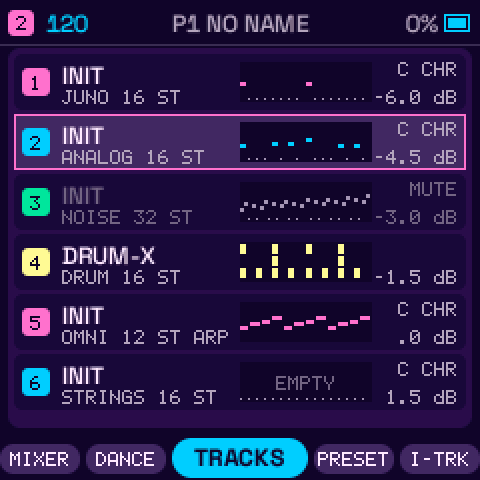 2 120 P1 NO NAME 0%
1 INIT C CHR
JUNO 16 ST -6.0 dB
2 INIT C CHR
ANALOG 16 ST -4.5 dB
3 INIT MUTE
NOISE 32 ST -3.0 dB
4 DRUM-X
DRUM 16 ST -1.5 dB
5 INIT C CHR
OMNI 12 ST ARP .0 dB
6 INIT EMPTY C CHR
STRINGS 16 ST 1.5 dB
MIXER DANCE TRACKS PRESET I-TRK